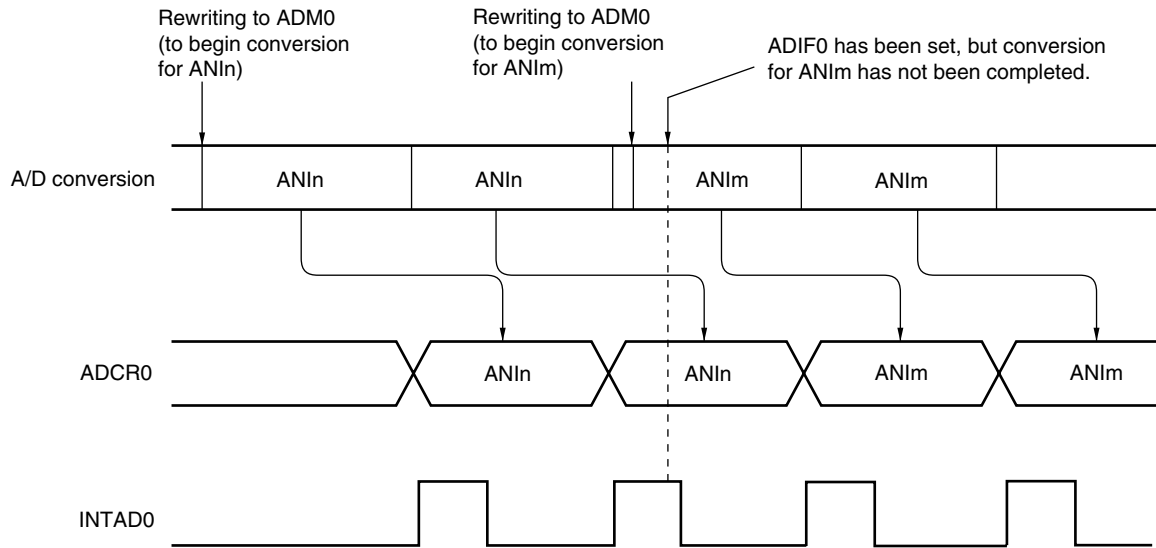 Rewriting to ADM0
(to begin conversion
for ANIn)
Rewriting to ADM0
(to begin conversion
for ANIm)
ADIF0 has been set, but conversion
for ANIm has not been completed.
A/D conversion
ANIn
ANIn
ANIm
ANIm
ADCR0
ANIn
ANIn
ANIm
ANIm
INTAD0